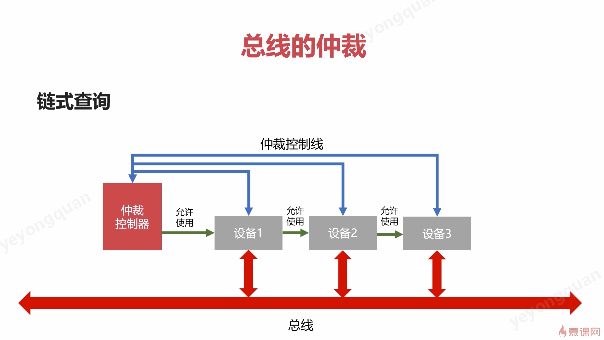 yeyongquan
总线的仲裁
链式查询
仲裁控制线
yeyongquan
仲裁
控制器
允许
使用
设备1
允许
使用
设备2
允许
使用
设备3
yeyongquan
总线
慕课网